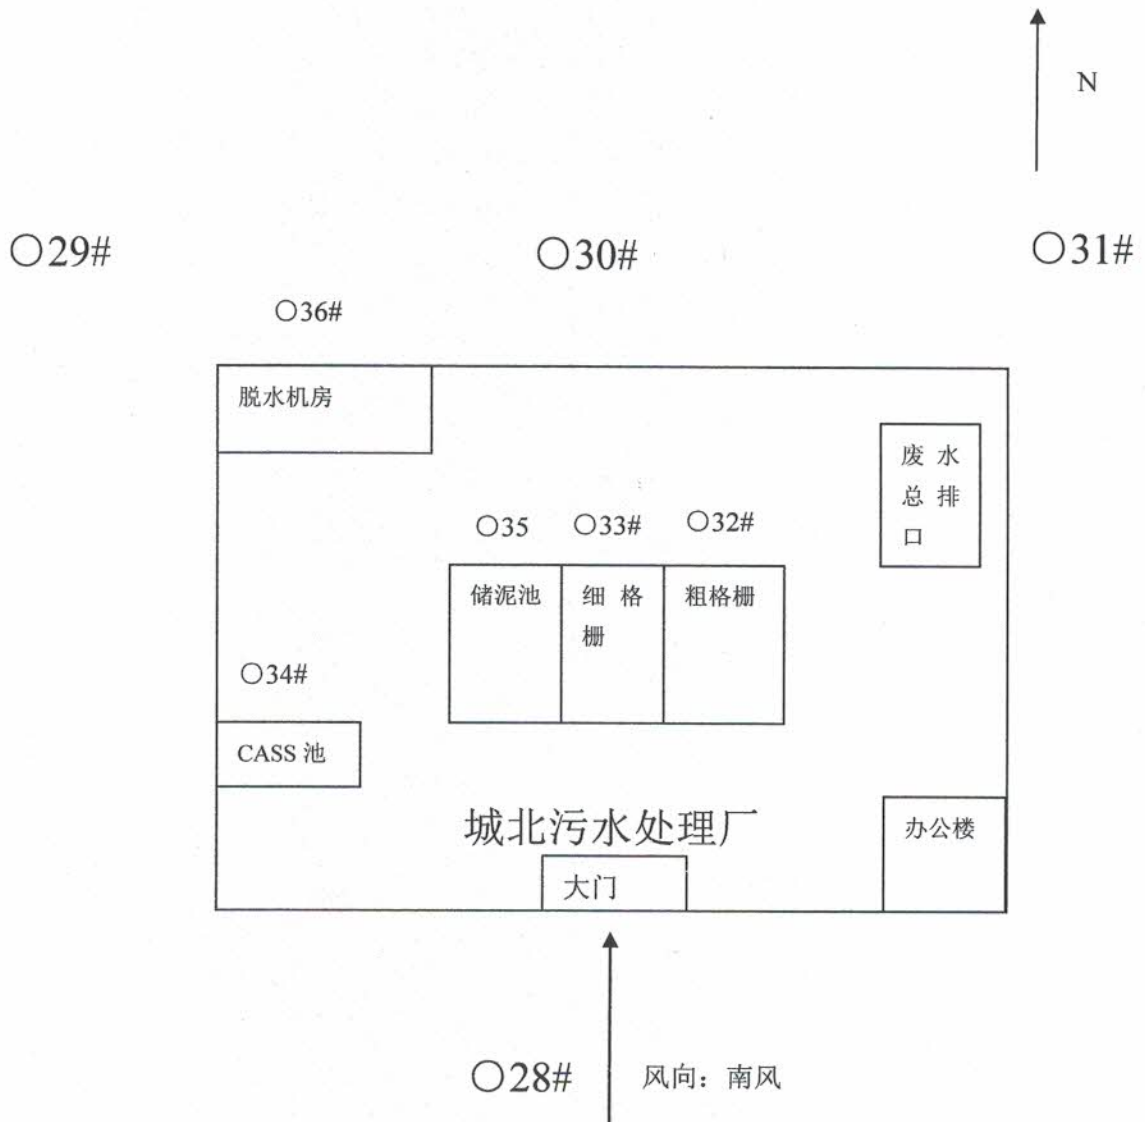 N
○29#
○30#
○31#
○36#
脱水机房
废 水
总 排
口
○35
○33#
○32#
储泥池
细 格
栅
粗格栅
○34#
CASS 池
城北污水处理厂
办公楼
大门
○28#
风向：南风